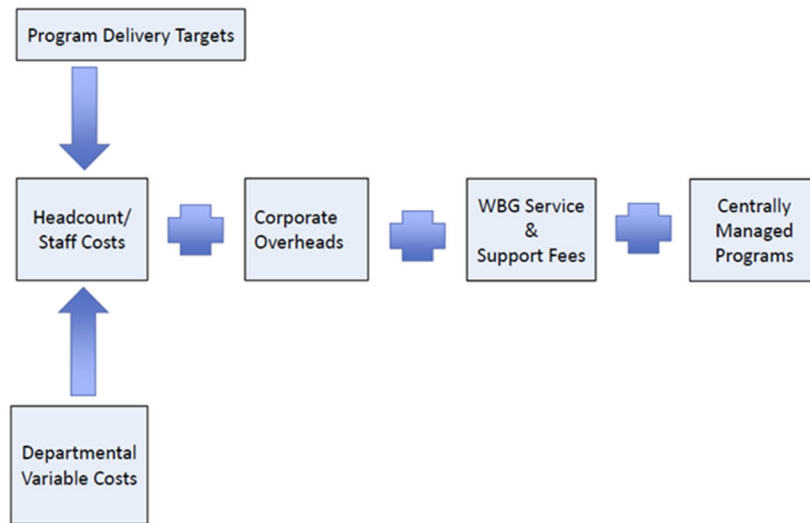 Program Delivery Targets
Headcount/
Staff Costs
Corporate
Overheads
WBG Service
&
Support Fees
Centrally
Managed
Programs
Departmental
Variable Costs